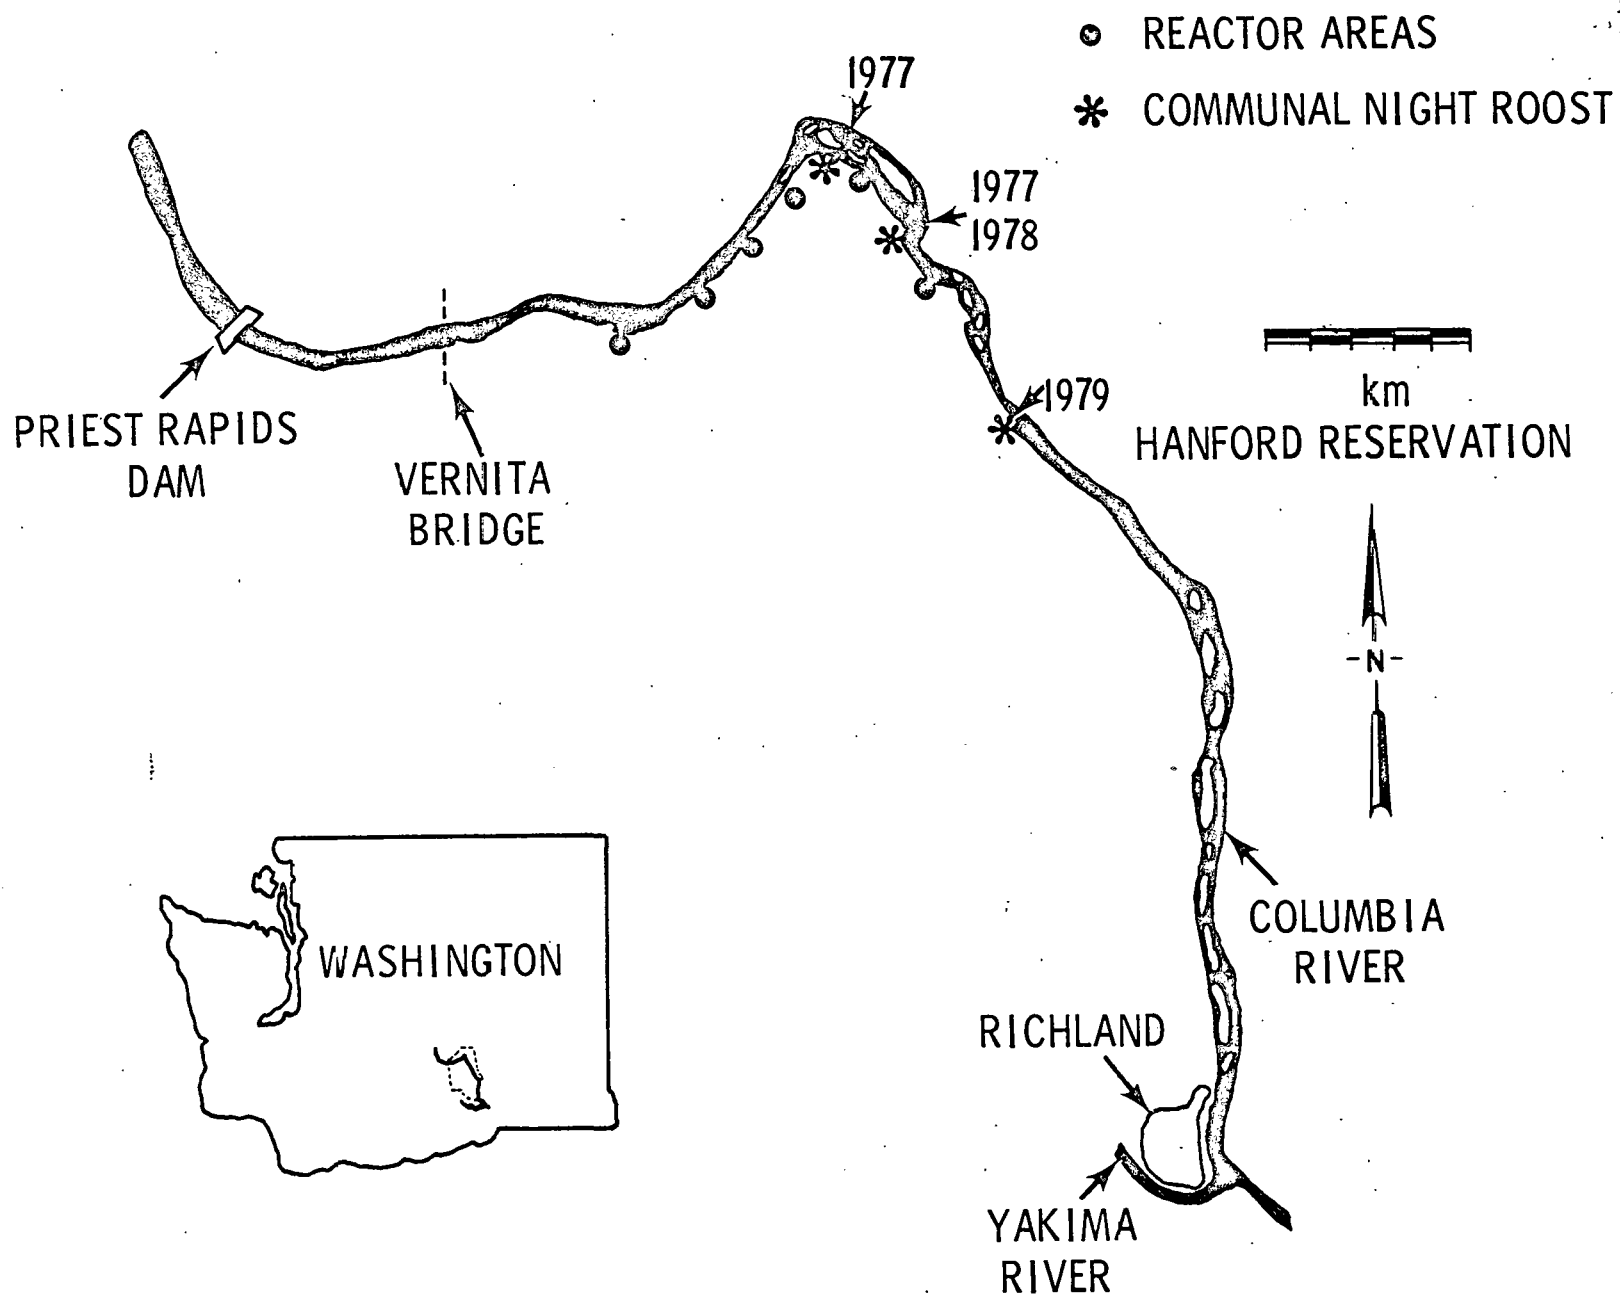 REACTOR AREAS
COMMUNAL NIGHT ROOST
1977
1977
1978
1979
km
HANFORD RESERVATION
PRIEST RAPIDS
DAM
VERNITA
BRIDGE
-N-
COLUMBIA
RIVER
WASHINGTON
RICHLAND
YAKIMA
RIVER